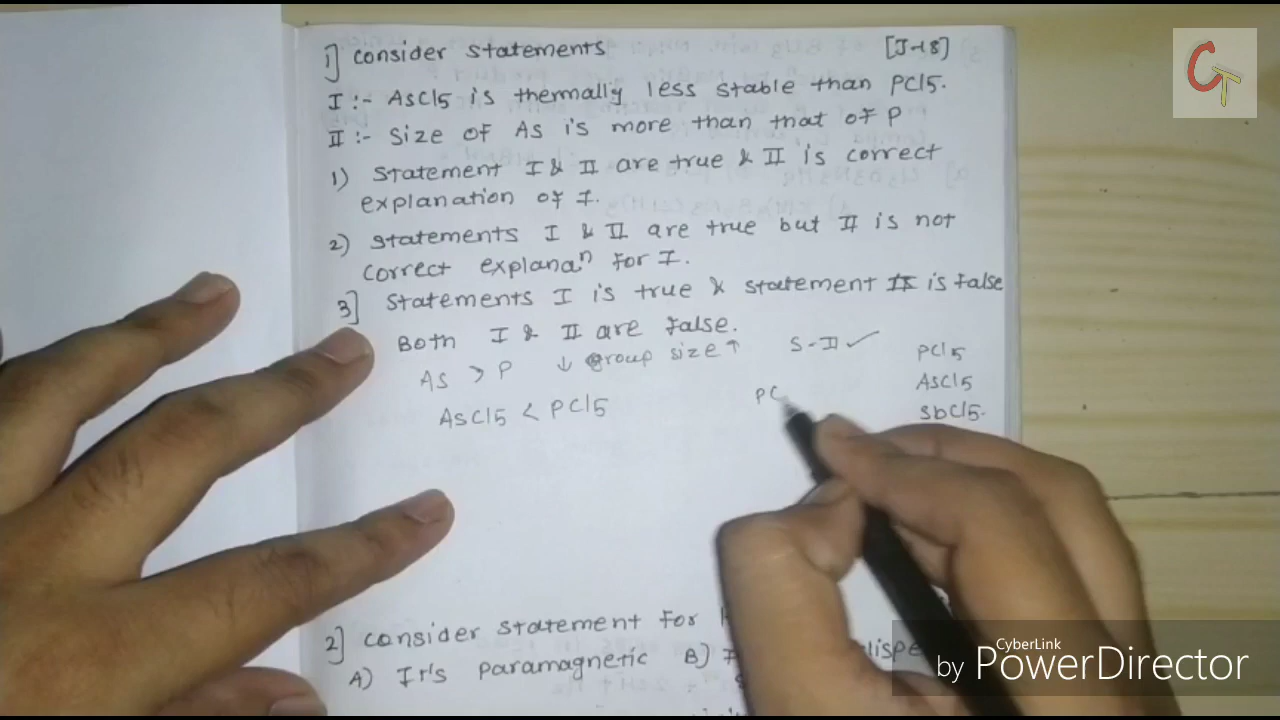 1] consider statements [J-18]
I :- AsCl5 is thermally less stable than PCl5.
II :- Size of As is more than that of P
1) Statement I & II are true & II is correct
explanation of I.
2) Statements I & II are true but II is not
correct explanaⁿ for I.
3] Statements I is true & statement II is false
Both I & II are false.
As > P ↓ group size ↑ S-II ✓
AsCl5 < PCl5
PC
PCl5
AsCl5
SbCl5.
2] consider statement for
A) It's paramagnetic B)
CT
CyberLink
by PowerDirector